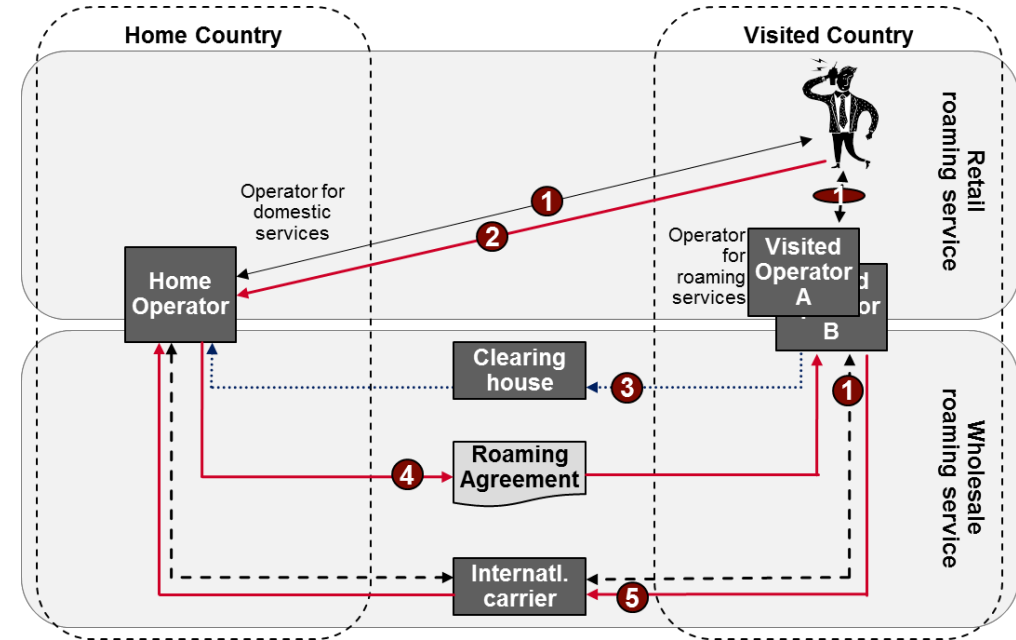 Home Country
Visited Country
Retail
roaming service
Operator for
domestic
services
1
2
1
Operator
for
roaming
services
Visited
Operator
A
d
or
B
Home
Operator
Clearing
house
3
1
Roaming
Agreement
4
Wholesale
roaming service
Internatl.
carrier
5